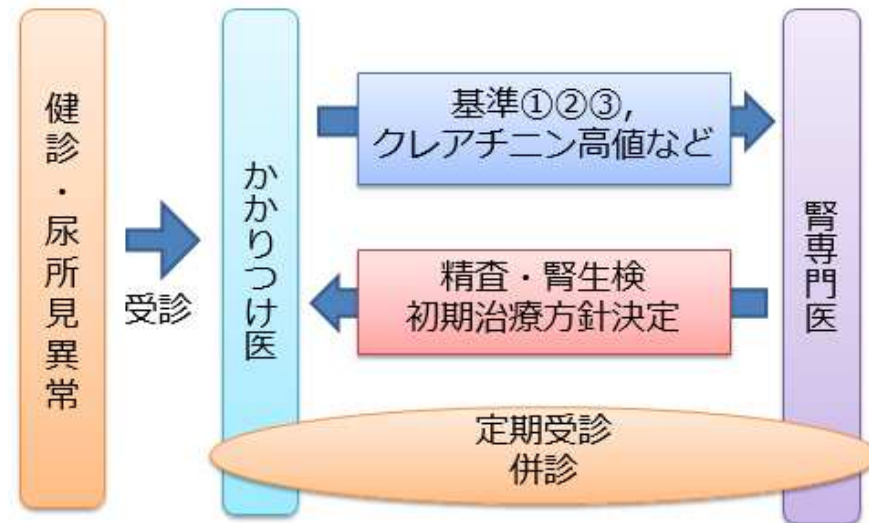 健診・尿所見異常
受診
かかりつけ医
基準①②③,
クレアチニン高値など
精査・腎生検
初期治療方針決定
腎専門医
定期受診
併診